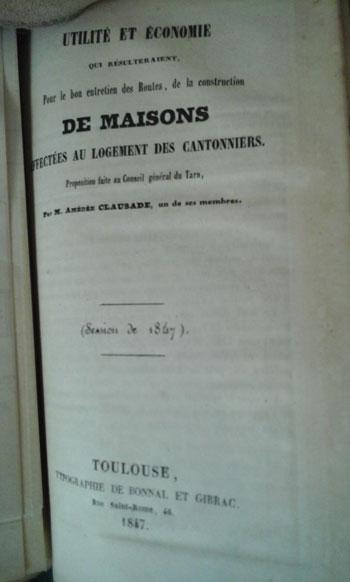 UTILITÉ ET ÉCONOMIE
QUI RÉSULTERAIENT,
Pour le bon entretien des Routes, de la construction
DE MAISONS
FFECTÉES AU LOGEMENT DES CANTONNIERS.
Proposition faite au Conseil général du Tarn,
Par M. AMÉDÉE CLAUSADE, un de ses membres.
(Session de 1847).
TOULOUSE,
TYPOGRAPHIE DE BONNAL ET GIBRAC.
Rue Saint-Rome, 46.
1847.